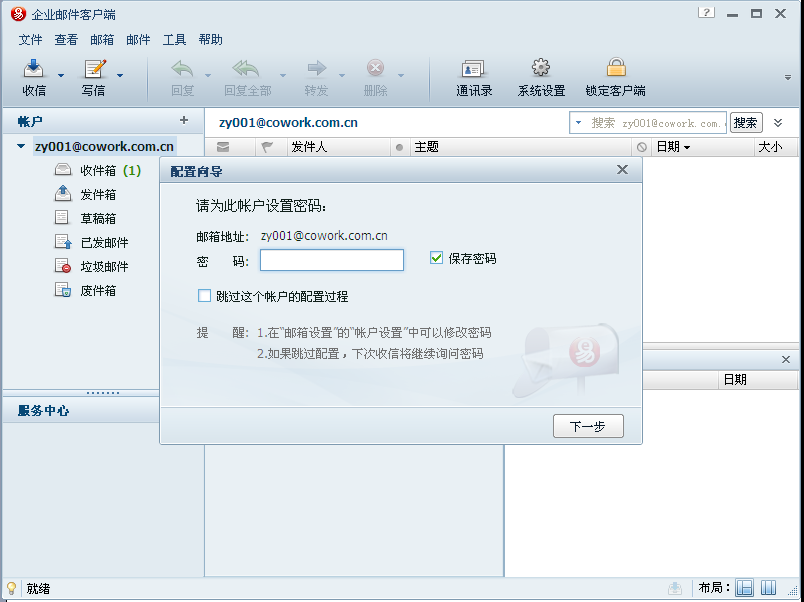 企业邮件客户端
文件 查看 邮箱 邮件 工具 帮助
收信 写信 回复 回复全部 转发 删除 通讯录 系统设置 锁定客户端
帐户 +
zy001@cowork.com.cn
搜索 zy001@cowork.com. 搜索
zy001@cowork.com.cn
发件人 主题 日期 大小
收件箱 (1)
发件箱
草稿箱
已发邮件
垃圾邮件
废件箱
服务中心
配置向导
请为此帐户设置密码:
邮箱地址: zy001@cowork.com.cn
密 码: 保存密码
跳过这个帐户的配置过程
提 醒: 1.在“邮箱设置”的“帐户设置”中可以修改密码
2.如果跳过配置，下次收信将继续询问密码
易
下一步
日期
就绪
布局: